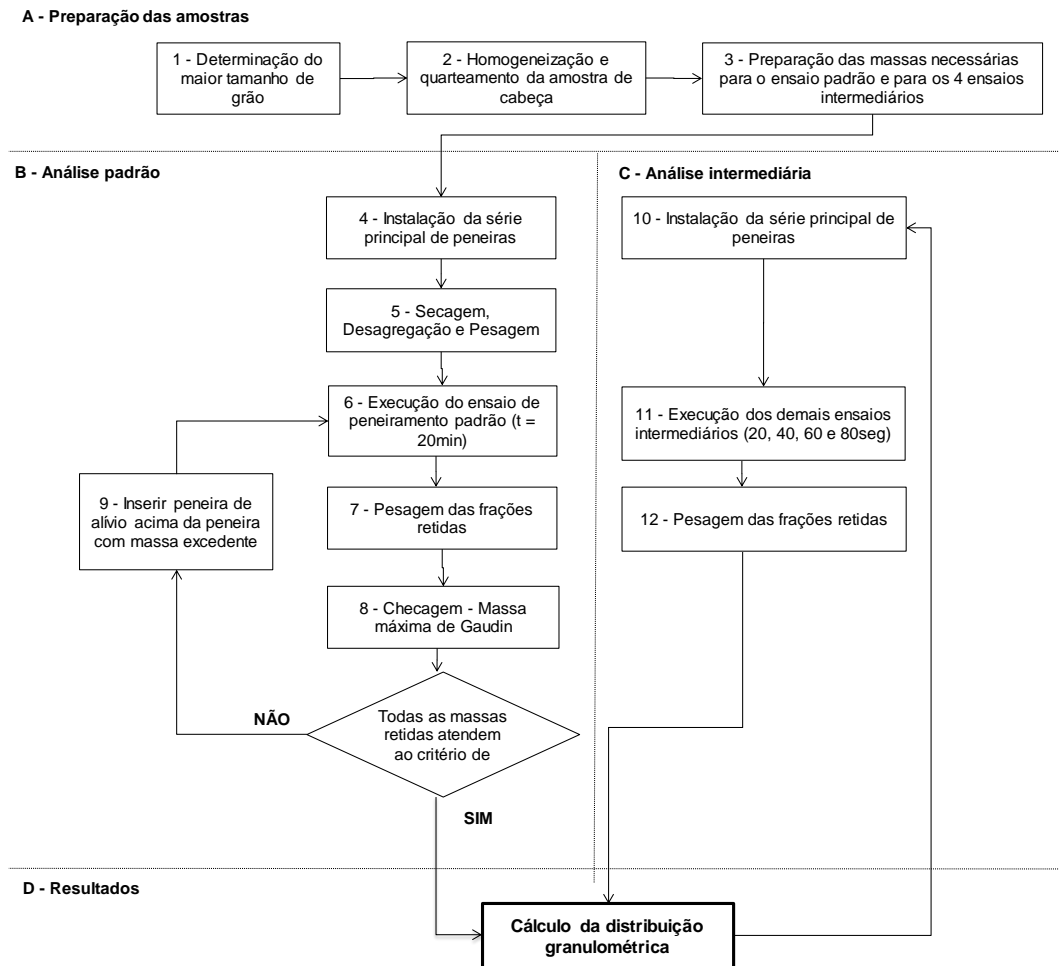 A - Preparação das amostras
1 - Determinação do
maior tamanho de
grão
2 - Homogeneização e
quarteamento da amostra de
cabeça
3 - Preparação das massas necessárias
para o ensaio padrão e para os 4 ensaios
intermediários
B - Análise padrão
4 - Instalação da série
principal de peneiras
5 - Secagem,
Desagregação e Pesagem
6 - Execução do ensaio de
peneiramento padrão (t =
20min)
7 - Pesagem das frações
retidas
8 - Checagem - Massa
máxima de Gaudin
9 - Inserir peneira de
alívio acima da peneira
com massa excedente
NÃO
Todas as massas
retidas atendem
ao critério de
SIM
C - Análise intermediária
10 - Instalação da série principal de
peneiras
11 - Execução dos demais ensaios
intermediários (20, 40, 60 e 80seg)
12 - Pesagem das frações retidas
D - Resultados
Cálculo da distribuição
granulométrica